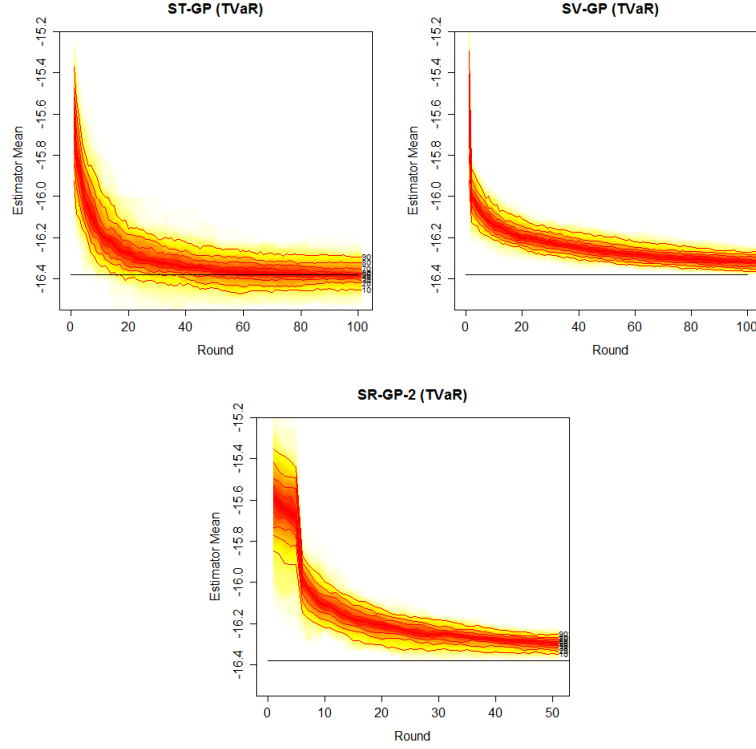 ST-GP (TVaR)
Estimator Mean
-15.2
-15.4
-15.6
-15.8
-16.0
-16.2
-16.4
0 20 40 60 80 100
Round
SV-GP (TVaR)
Estimator Mean
-15.2
-15.4
-15.6
-15.8
-16.0
-16.2
-16.4
0 20 40 60 80 100
Round
SR-GP-2 (TVaR)
Estimator Mean
-15.2
-15.4
-15.6
-15.8
-16.0
-16.2
-16.4
0 10 20 30 40 50
Round